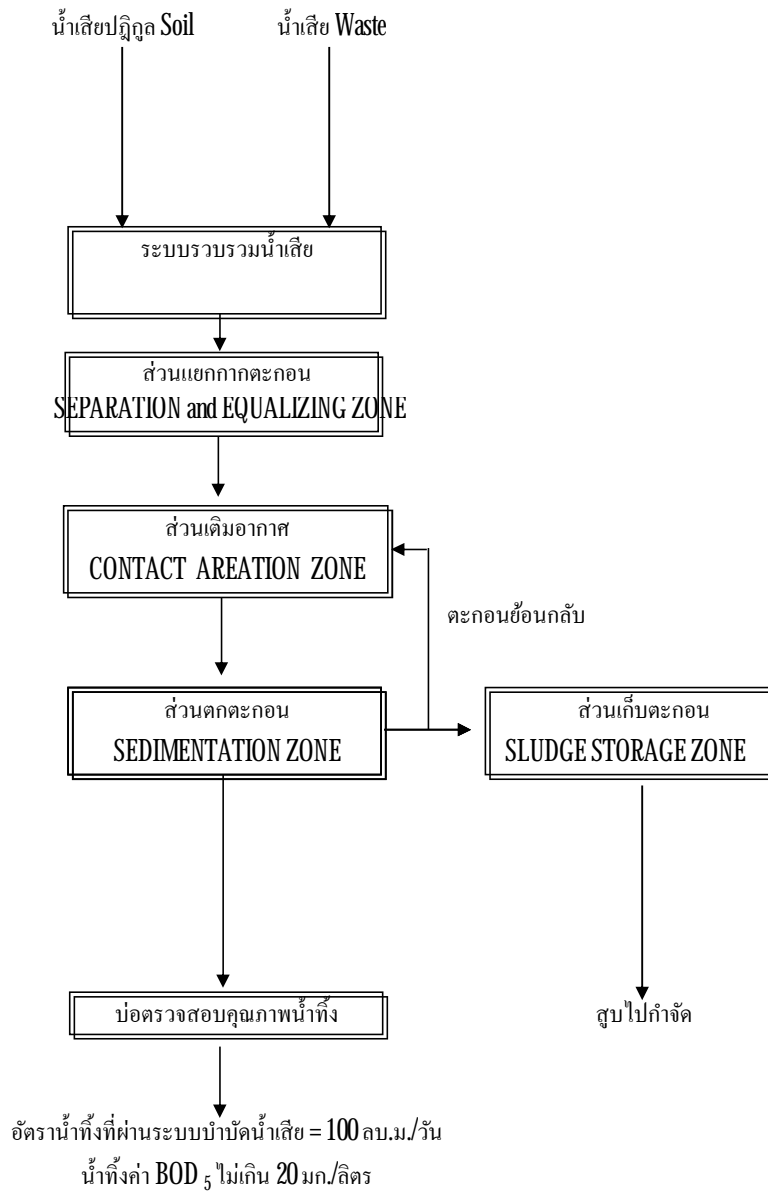 น้ำเสียปฏิกูล Soil
น้ำเสีย Waste
ระบบรวบรวมน้ำเสีย
ส่วนแยกกากตะกอน
SEPARATION and EQUALIZING ZONE
ส่วนเติมอากาศ
CONTACT AREATION ZONE
ตะกอนย้อนกลับ
ส่วนตกตะกอน
SEDIMENTATION ZONE
ส่วนเก็บตะกอน
SLUDGE STORAGE ZONE
บ่อตรวจสอบคุณภาพน้ำทิ้ง
สูบไปกำจัด
อัตราน้ำทิ้งที่ผ่านระบบบำบัดน้ำเสีย = 100 ลบ.ม./วัน
น้ำทิ้งค่า BOD 5 ไม่เกิน 20 มก./ลิตร